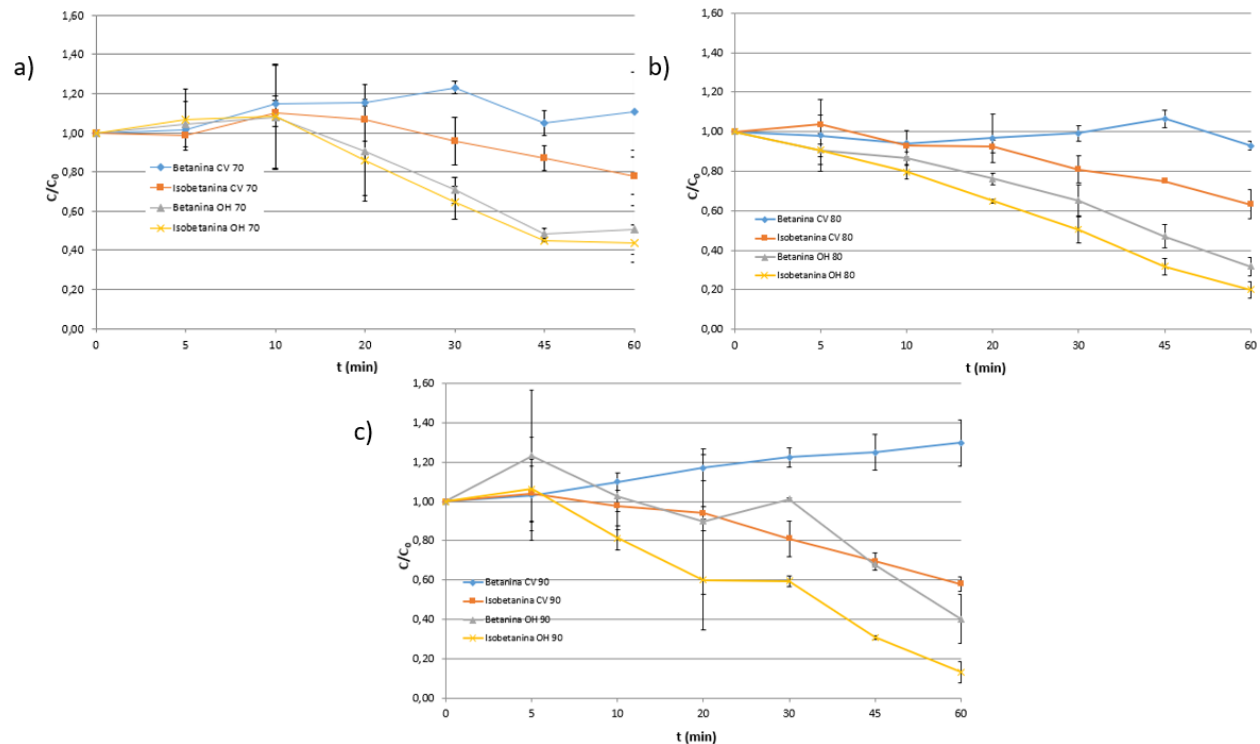 a)
1,60
1,40
1,20
1,00
0,80
0,60
0,40
0,20
0,00
C/C₀
Betanina CV 70
Isobetanina CV 70
Betanina OH 70
Isobetanina OH 70
0 5 10 20 30 45 60
t (min)
b)
1,60
1,40
1,20
1,00
0,80
0,60
0,40
0,20
0,00
C/C₀
Betanina CV 80
Isobetanina CV 80
Betanina OH 80
Isobetanina OH 80
0 5 10 20 30 45 60
t (min)
c)
1,60
1,40
1,20
1,00
0,80
0,60
0,40
0,20
0,00
C/C₀
Betanina CV 90
Isobetanina CV 90
Betanina OH 90
Isobetanina OH 90
0 5 10 20 30 45 60
t (min)